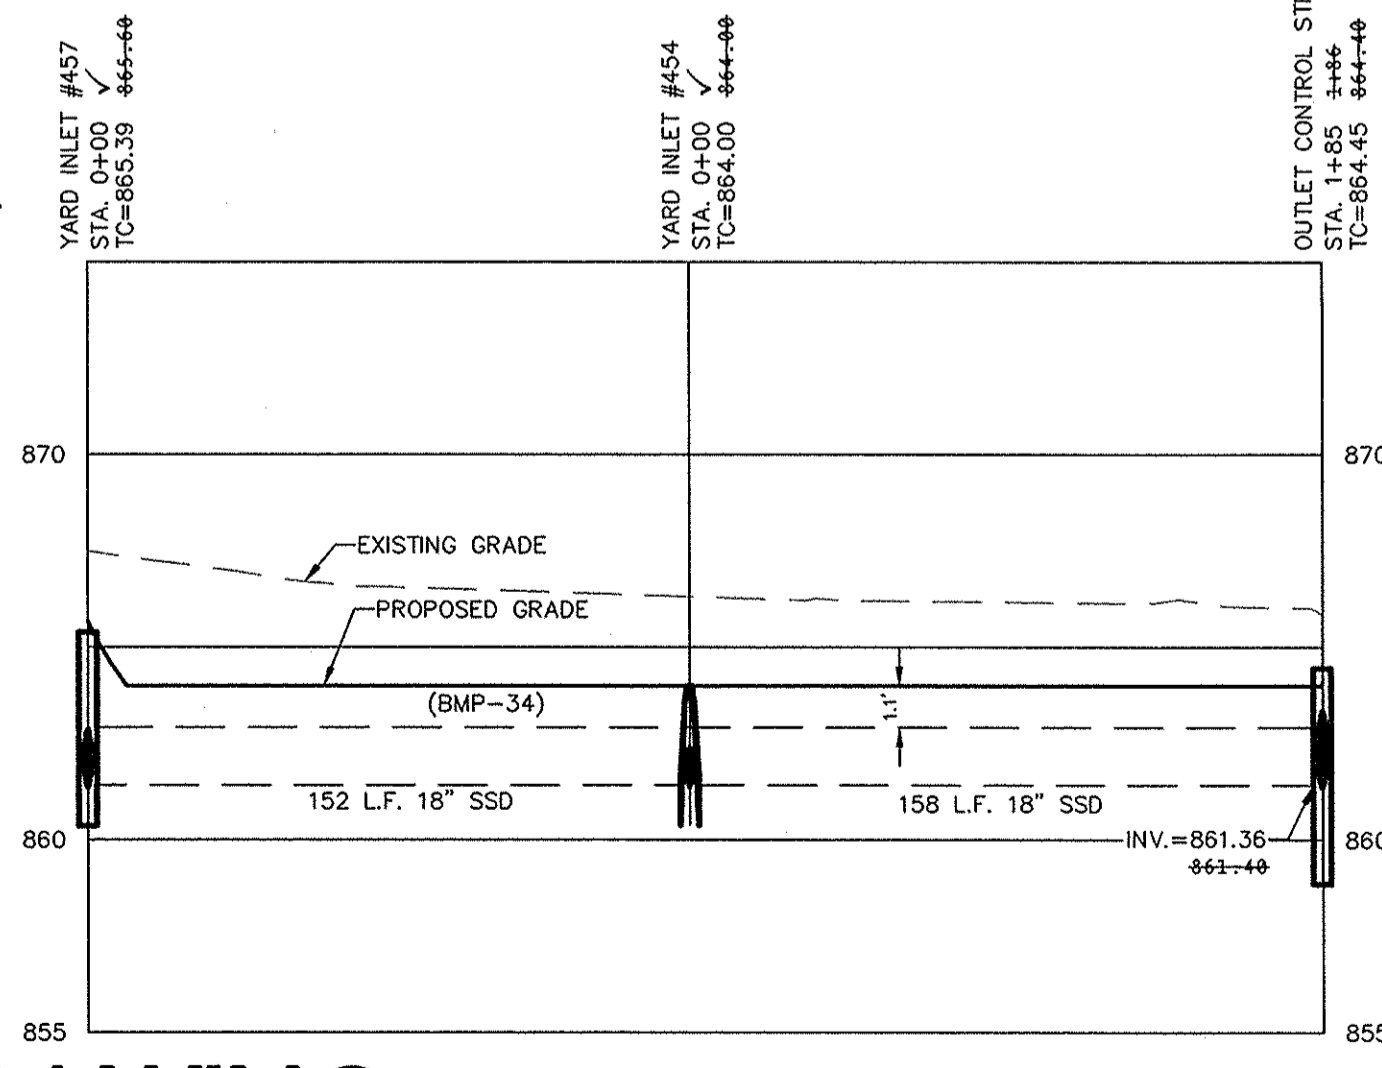 YARD INLET #457
STA. 0+00 ✓
TC=865.39 865.60
YARD INLET #454
STA. 0+00 ✓
TC=864.00 864.00
OUTLET CONTROL
STA. 1+85 1+86
TC=864.45 864.40
870
870
EXISTING GRADE
PROPOSED GRADE
(BMP-34)
1.1'
152 L.F. 18" SSD
158 L.F. 18" SSD
860
INV.=861.36
860
861.40
855
855